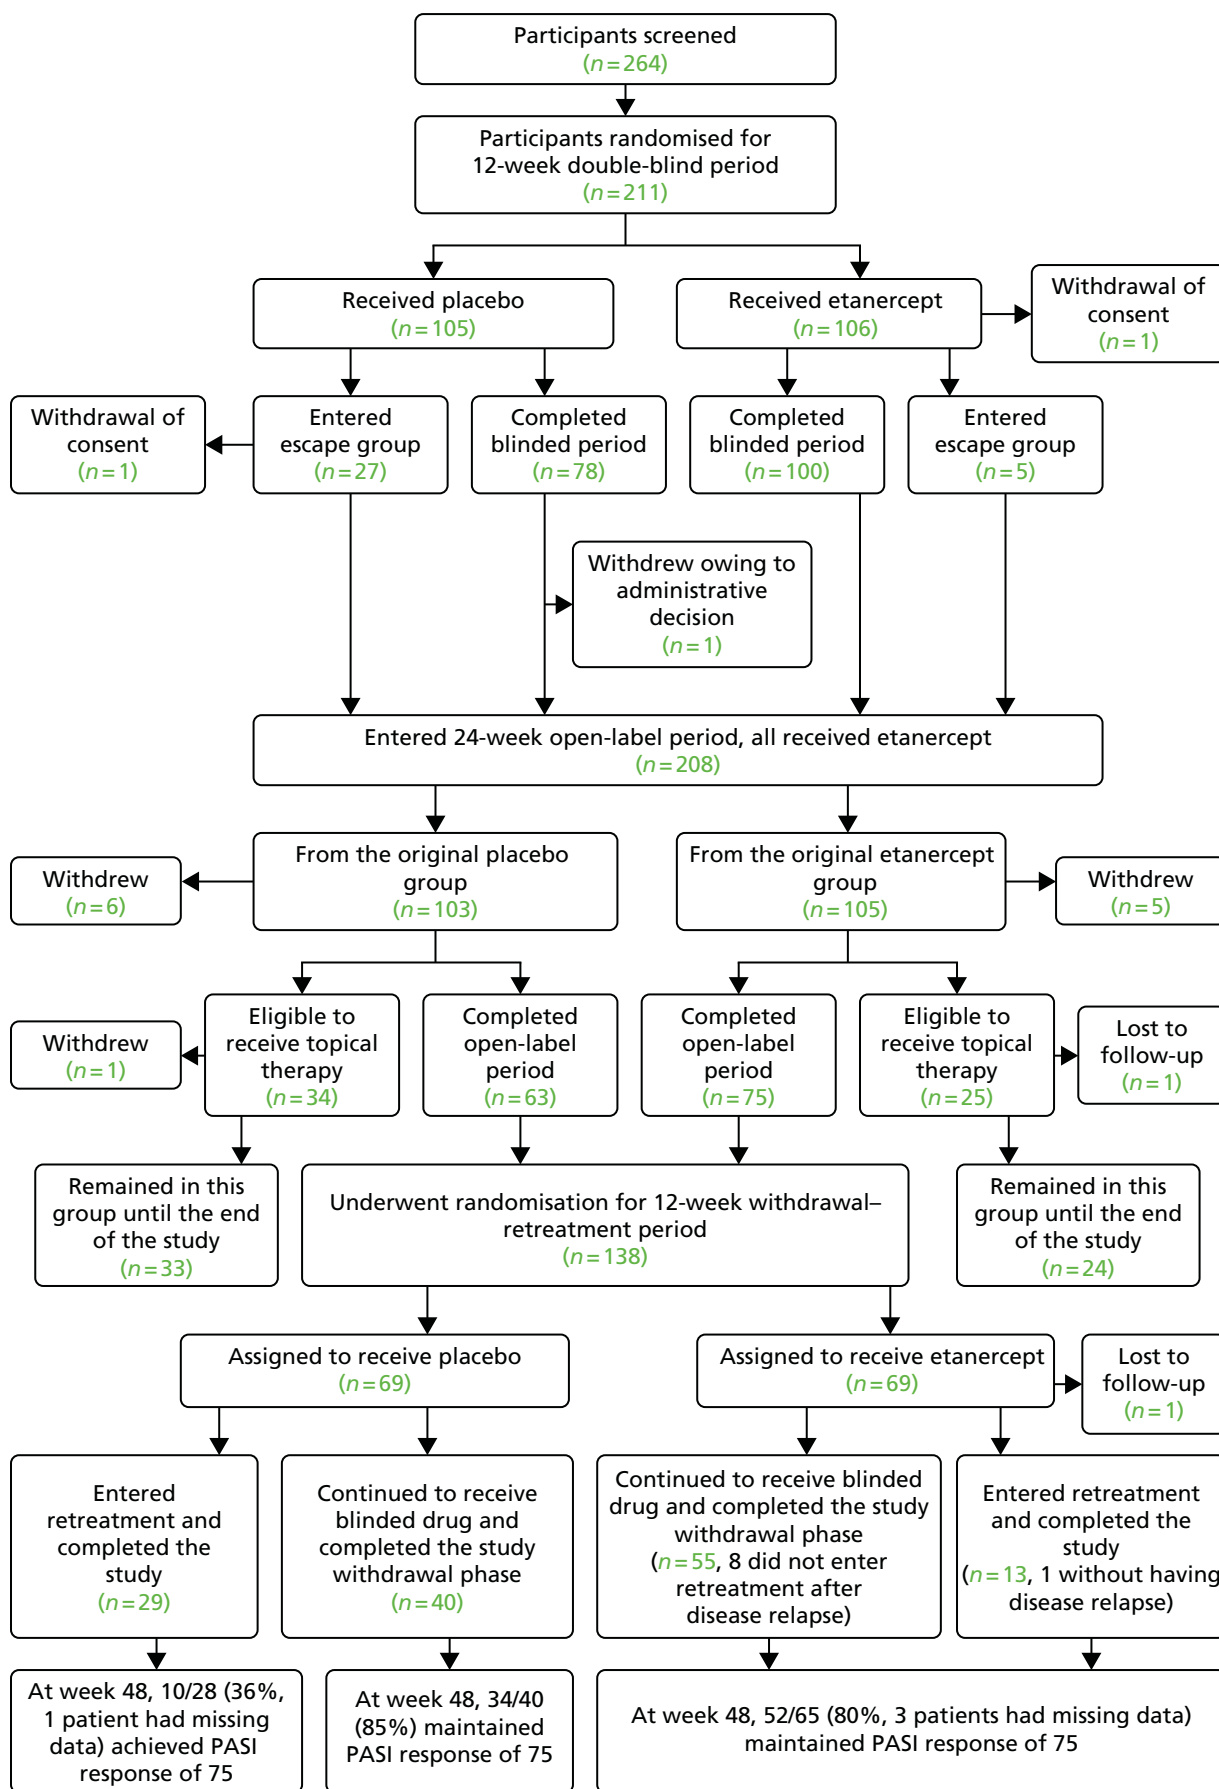 Participants screened
(n=264)
Participants randomised for
12-week double-blind period
(n=211)
Received placebo
(n=105)
Received etanercept
(n=106)
Withdrawal of
consent
(n=1)
Withdrawal of
consent
(n=1)
Entered
escape group
(n=27)
Completed
blinded period
(n=78)
Completed
blinded period
(n=100)
Entered
escape group
(n=5)
Withdrew owing to
administrative
decision
(n=1)
Entered 24-week open-label period, all received etanercept
(n=208)
Withdrew
(n=6)
From the original placebo
group
(n=103)
From the original etanercept
group
(n=105)
Withdrew
(n=5)
Withdrew
(n=1)
Eligible to
receive topical
therapy
(n=34)
Completed
open-label
period
(n=63)
Completed
open-label
period
(n=75)
Eligible to
receive topical
therapy
(n=25)
Lost to
follow-up
(n=1)
Remained in this
group until the end
of the study
(n=33)
Underwent randomisation for 12-week withdrawal–
retreatment period
(n=138)
Remained in this
group until the end
of the study
(n=24)
Assigned to receive placebo
(n=69)
Assigned to receive etanercept
(n=69)
Lost to
follow-up
(n=1)
Entered
retreatment and
completed the
study
(n=29)
Continued to receive
blinded drug and
completed the study
withdrawal phase
(n=40)
Continued to receive blinded
drug and completed the study
withdrawal phase
(n=55, 8 did not enter
retreatment after
disease relapse)
Entered retreatment
and completed the
study
(n=13, 1 without having
disease relapse)
At week 48, 10/28 (36%,
1 patient had missing
data) achieved PASI
response of 75
At week 48, 34/40
(85%) maintained
PASI response of 75
At week 48, 52/65 (80%, 3 patients had missing data)
maintained PASI response of 75